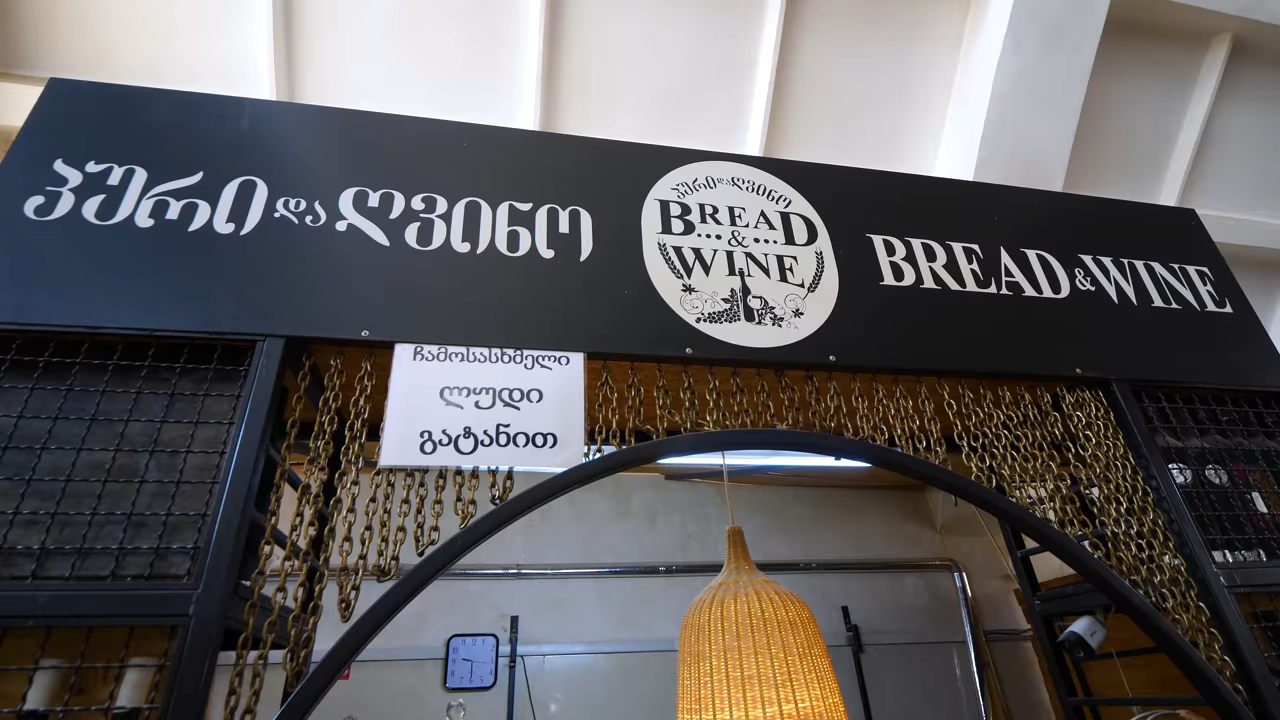 პური და ღვინო
პური და ღვინო
BREAD
&
WINE
BREAD & WINE
ჩამოსასხმელი
ლუდი
გატანით